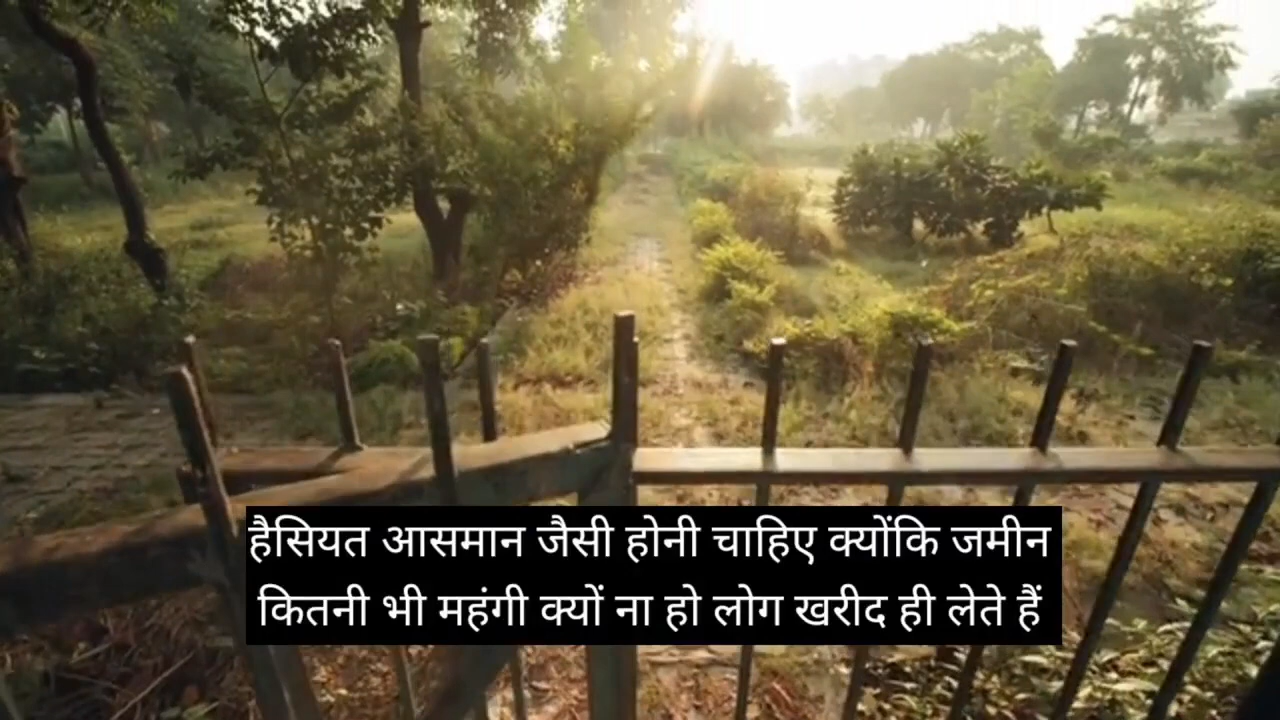 हैसियत आसमान जैसी होनी चाहिए क्योंकि जमीन
कितनी भी महंगी क्यों ना हो लोग खरीद ही लेते हैं